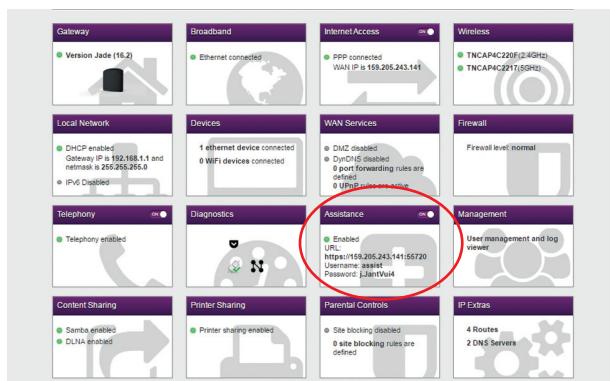 Gateway
Broadband
Internet Access
ON
Wireless
Version Jade (16.2)
Ethernet connected
PPP connected
WAN IP is 159.205.243.141
TNCAP4C220F(2.4GHz)
TNCAP4C2217(5GHz)
Local Network
Devices
WAN Services
Firewall
DHCP enabled
Gateway IP is 192.168.1.1 and
netmask is 255.255.255.0
IPv6 Disabled
1 ethernet device connected
0 WiFi devices connected
DMZ disabled
DynDNS disabled
0 port forwarding rules are
defined
0 UPnP rules are active
Firewall level: normal
Telephony
ON
Diagnostics
Assistance
ON
Management
Telephony enabled
Enabled
URL:
https://159.205.243.141:55720
Username: assist
Password: j.JantVui4
User management and log
viewer
Content Sharing
Printer Sharing
Parental Controls
IP Extras
Samba enabled
DLNA enabled
Printer sharing enabled
Site blocking disabled
0 site blocking rules are
defined
4 Routes
2 DNS Servers